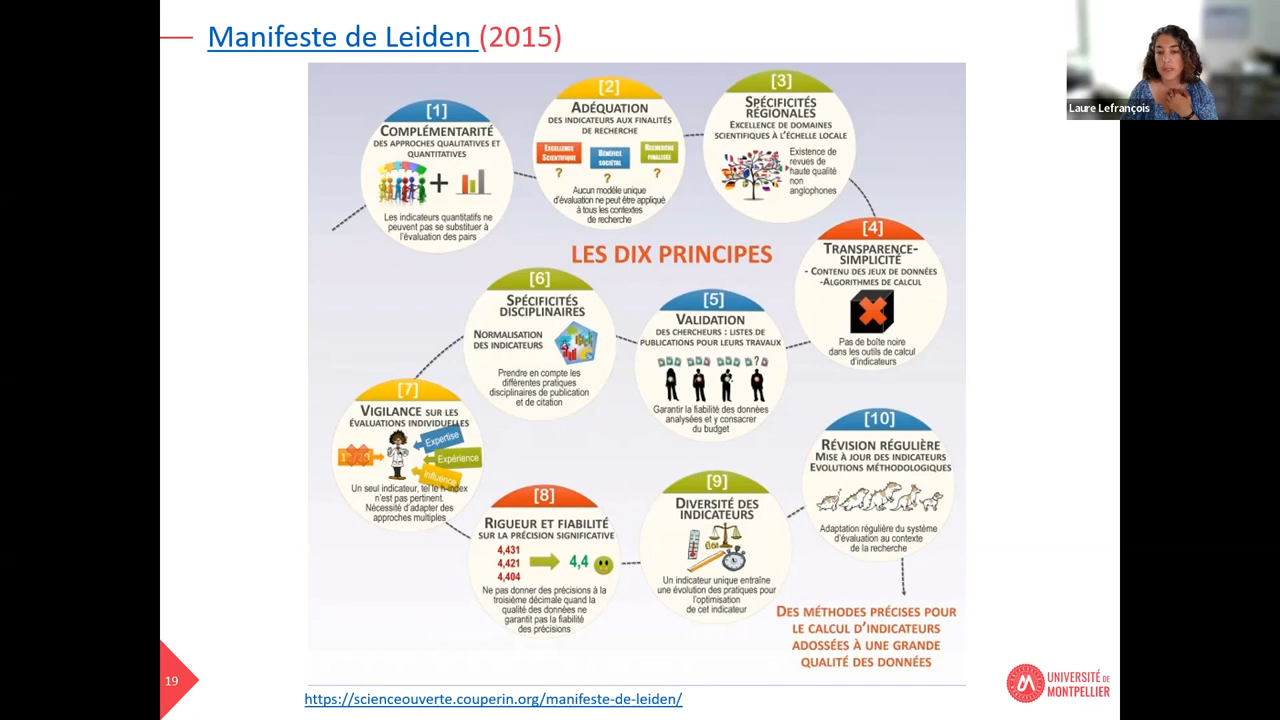 Manifeste de Leiden (2015)
Laure Lefrançois
[1]
COMPLÉMENTARITÉ
DES APPROCHES QUALITATIVES ET
QUANTITATIVES
Les indicateurs quantitatifs ne
peuvent pas se substituer à
l'évaluation des pairs
[2]
ADÉQUATION
DES INDICATEURS AUX FINALITÉS
DE RECHERCHE
EXCELLENCE
SCIENTIFIQUE
?
BÉNÉFICE
SOCIÉTAL
?
RECHERCHE
FINALISÉE
?
Aucun modèle unique
d'évaluation ne peut être appliqué
à tous les contextes
de recherche
[3]
SPÉCIFICITÉS
RÉGIONALES
EXCELLENCE DE DOMAINES
SCIENTIFIQUES À L'ÉCHELLE LOCALE
Existence de
revues de
haute qualité
non
anglophones
LES DIX PRINCIPES
[4]
TRANSPARENCE-
SIMPLICITÉ
- CONTENU DES JEUX DE DONNÉES
-ALGORITHMES DE CALCUL
Pas de boîte noire
dans les outils de calcul
d'indicateurs
[5]
VALIDATION
DES CHERCHEURS : LISTES DE
PUBLICATIONS POUR LEURS TRAVAUX
Garantir la fiabilité des données
analysées et y consacrer
du budget
[6]
SPÉCIFICITÉS
DISCIPLINAIRES
NORMALISATION
DES INDICATEURS
Prendre en compte les
différentes pratiques
disciplinaires de publication
et de citation
[7]
VIGILANCE SUR LES
ÉVALUATIONS INDIVIDUELLES
Expertise
Expérience
Influence
Un seul indicateur, tel le h-index
n'est pas pertinent.
Nécessité d'adapter des
approches multiples
[8]
RIGUEUR ET FIABILITÉ
SUR LA PRÉCISION SIGNIFICATIVE
4,431
4,421
4,404
4,4
Ne pas donner des précisions à la
troisième décimale quand la
qualité des données ne
garantit pas la fiabilité
des précisions
[9]
DIVERSITÉ DES
INDICATEURS
Un indicateur unique entraîne
une évolution des pratiques pour
l'optimisation
de cet indicateur
[10]
RÉVISION RÉGULIÈRE
MISE À JOUR DES INDICATEURS
EVOLUTIONS MÉTHODOLOGIQUES
Adaptation régulière du système
d'évaluation au contexte
de la recherche
DES MÉTHODES PRÉCISES POUR
LE CALCUL D'INDICATEURS
ADOSSÉES À UNE GRANDE
QUALITÉ DES DONNÉES
19
https://scienceouverte.couperin.org/manifeste-de-leiden/
UNIVERSITÉ DE
MONTPELLIER